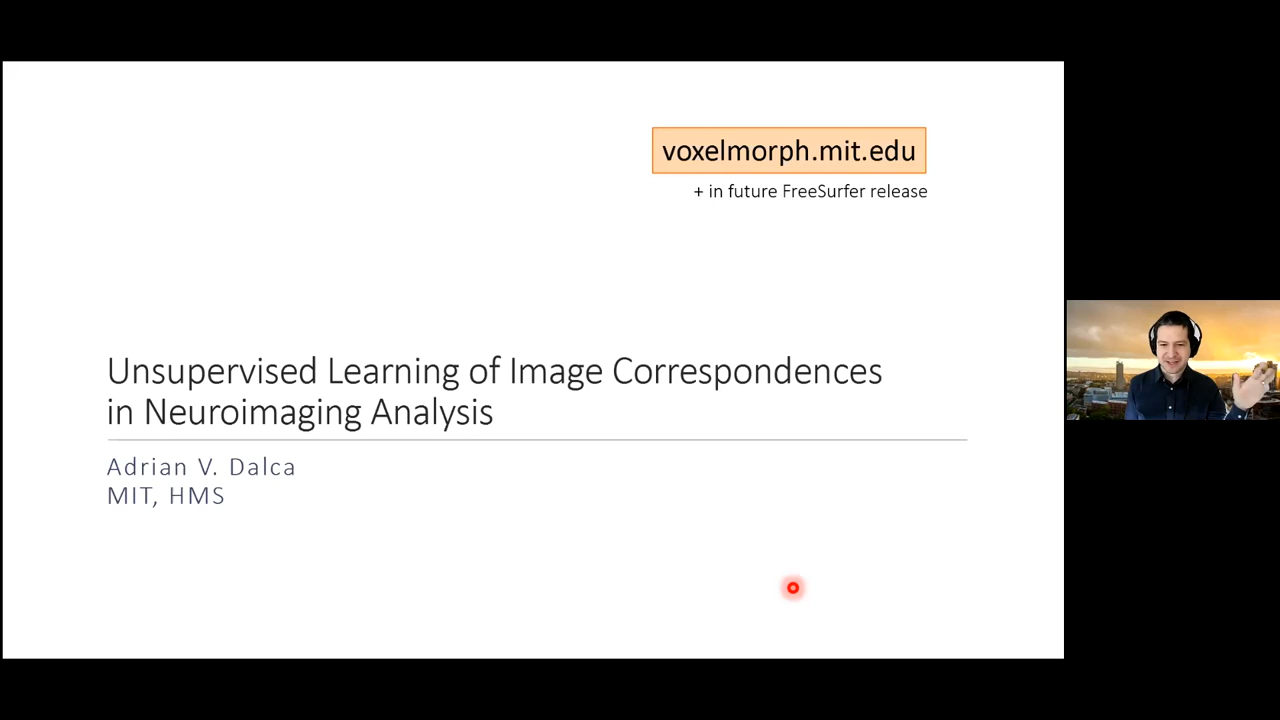 voxelmorph.mit.edu
+ in future FreeSurfer release
Unsupervised Learning of Image Correspondences
in Neuroimaging Analysis
Adrian V. Dalca
MIT, HMS